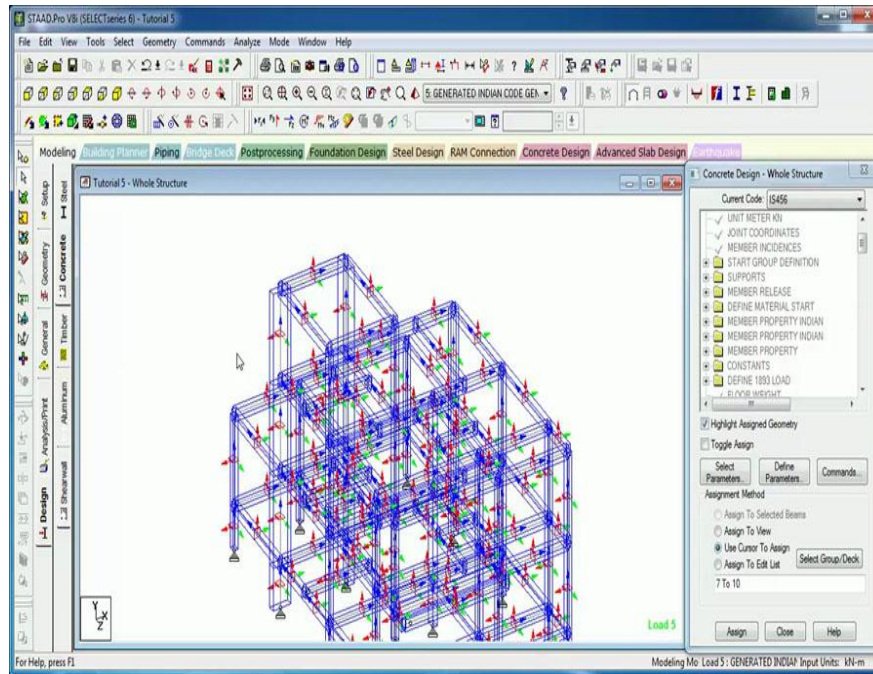 STAAD.Pro V8i (SELECTseries 6) - Tutorial 5
File Edit View Tools Select Geometry Commands Analyze Mode Window Help
5: GENERATED INDIAN CODE GEN
Modeling Building Planner Piping Bridge Deck Postprocessing Foundation Design Steel Design RAM Connection Concrete Design Advanced Slab Design Earthquake
Setup
Geometry
General
Analysis/Print
Design
Steel
Concrete
Timber
Aluminum
Shearwall
Tutorial 5 - Whole Structure
Y
X
Z
Load 5
Concrete Design - Whole Structure
Current Code: IS456
UNIT METER KN
JOINT COORDINATES
MEMBER INCIDENCES
START GROUP DEFINITION
SUPPORTS
MEMBER RELEASE
DEFINE MATERIAL START
MEMBER PROPERTY INDIAN
MEMBER PROPERTY INDIAN
MEMBER PROPERTY
CONSTANTS
DEFINE 1893 LOAD
FLOOR WEIGHT
Highlight Assigned Geometry
Toggle Assign
Select Parameters...
Define Parameters...
Commands...
Assignment Method
Assign To Selected Beams
Assign To View
Use Cursor To Assign
Assign To Edit List
Select Group/Deck
7 To 10
Assign Close Help
For Help, press F1
Modeling Mo Load 5 : GENERATED INDIAN Input Units: kN-m